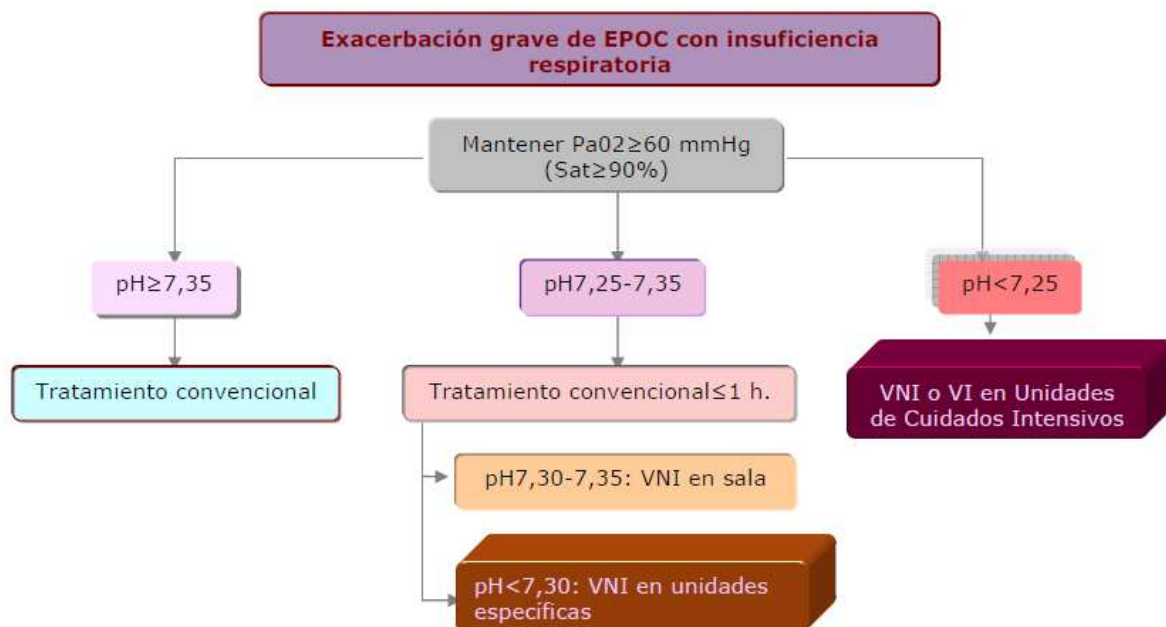 Exacerbación grave de EPOC con insuficiencia
respiratoria
Mantener Pa02≥60 mmHg
(Sat≥90%)
pH≥7,35
pH7,25-7,35
pH<7,25
Tratamiento convencional
Tratamiento convencional≤1 h.
VNI o VI en Unidades
de Cuidados Intensivos
pH7,30-7,35: VNI en sala
pH<7,30: VNI en unidades
específicas